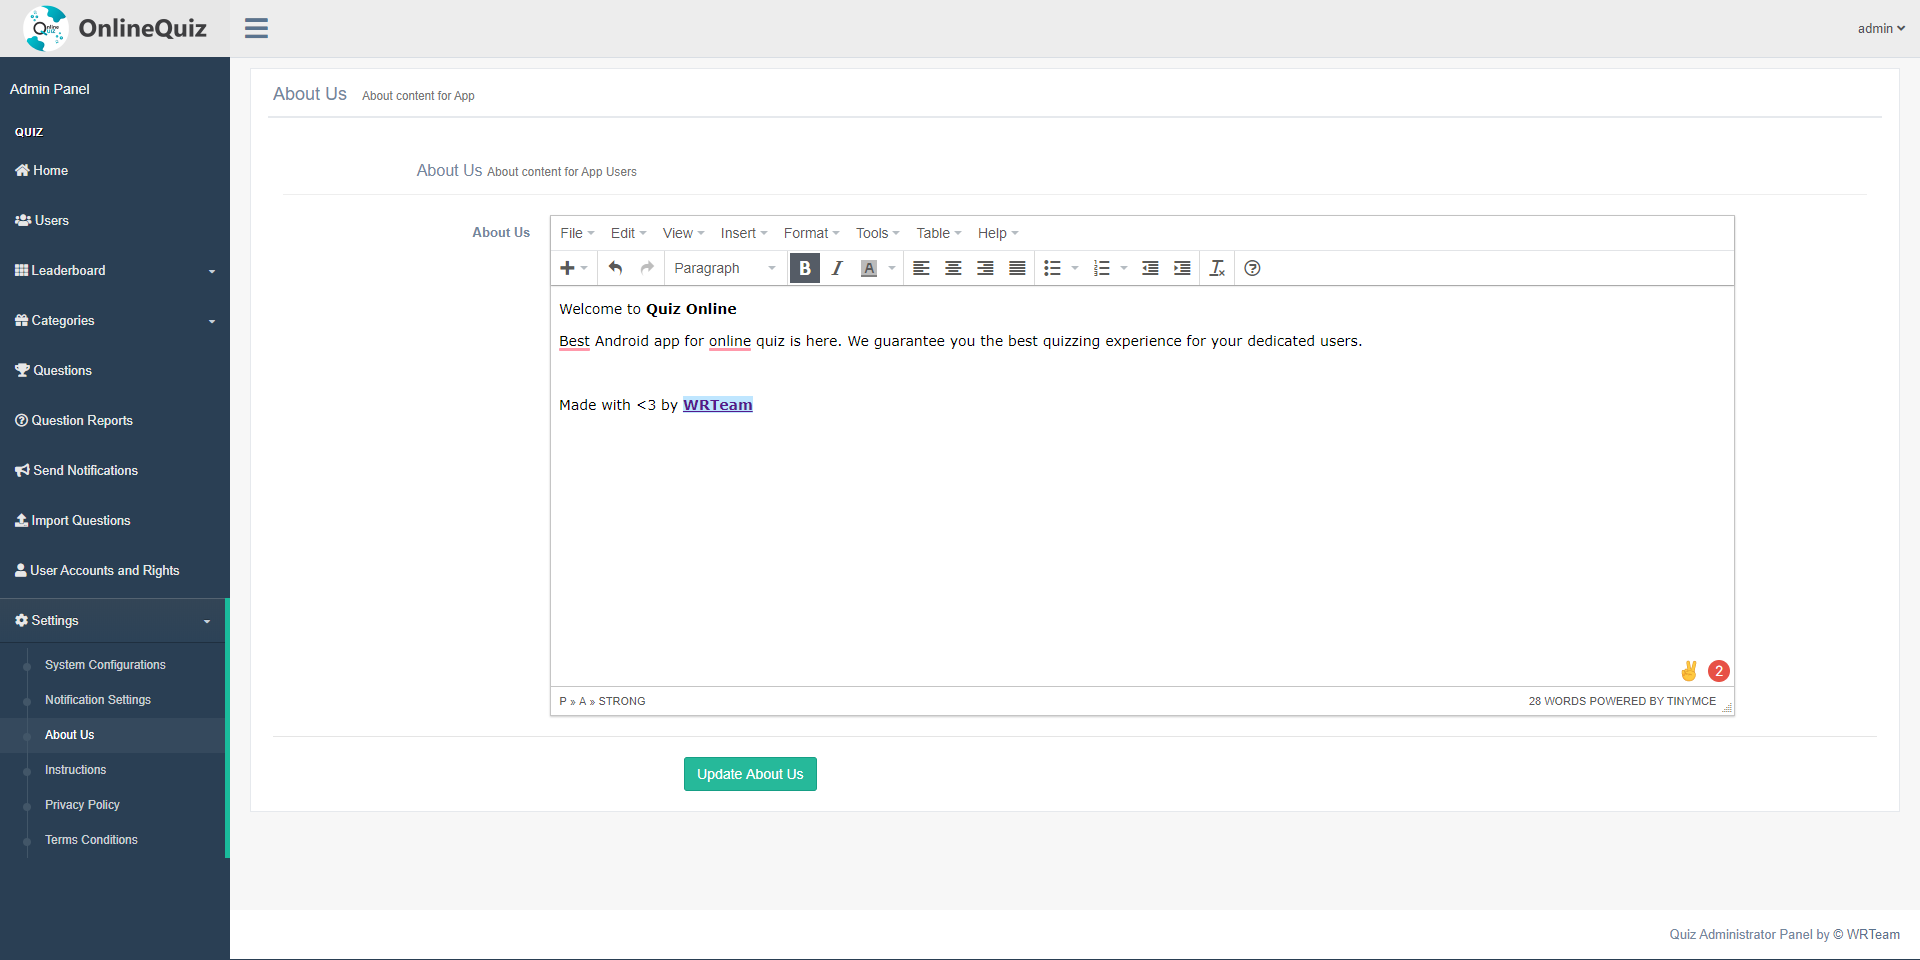 OnlineQuiz
admin
Admin Panel
QUIZ
Home
Users
Leaderboard
Categories
Questions
Question Reports
Send Notifications
Import Questions
User Accounts and Rights
Settings
System Configurations
Notification Settings
About Us
Instructions
Privacy Policy
Terms Conditions
About Us About content for App
About Us About content for App Users
About Us
File Edit View Insert Format Tools Table Help
Paragraph B I A
Welcome to Quiz Online
Best Android app for online quiz is here. We guarantee you the best quizzing experience for your dedicated users.
Made with <3 by WRTeam
2
P » A » STRONG
28 WORDS POWERED BY TINYMCE
Update About Us
Quiz Administrator Panel by © WRTeam